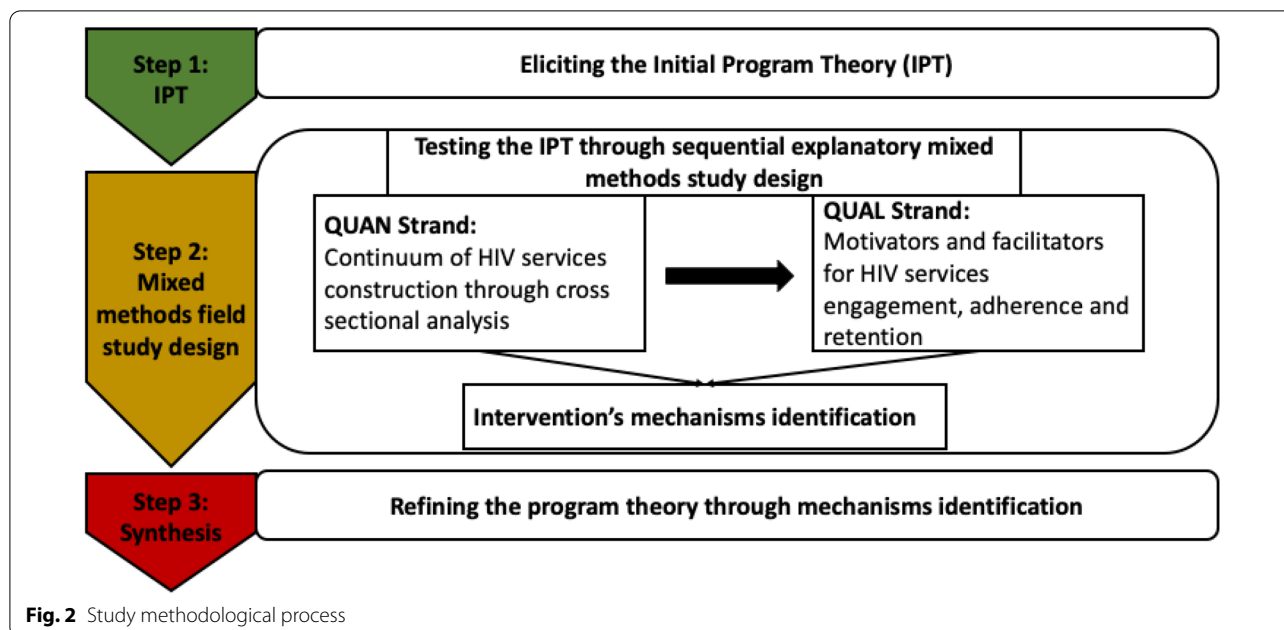 Step 1:
IPT
Eliciting the Initial Program Theory (IPT)
Step 2:
Mixed
methods field
study design
Testing the IPT through sequential explanatory mixed
methods study design
QUAN Strand:
Continuum of HIV services
construction through cross
sectional analysis
QUAL Strand:
Motivators and facilitators
for HIV services
engagement, adherence and
retention
Intervention's mechanisms identification
Step 3:
Synthesis
Refining the program theory through mechanisms identification
Fig. 2 Study methodological process